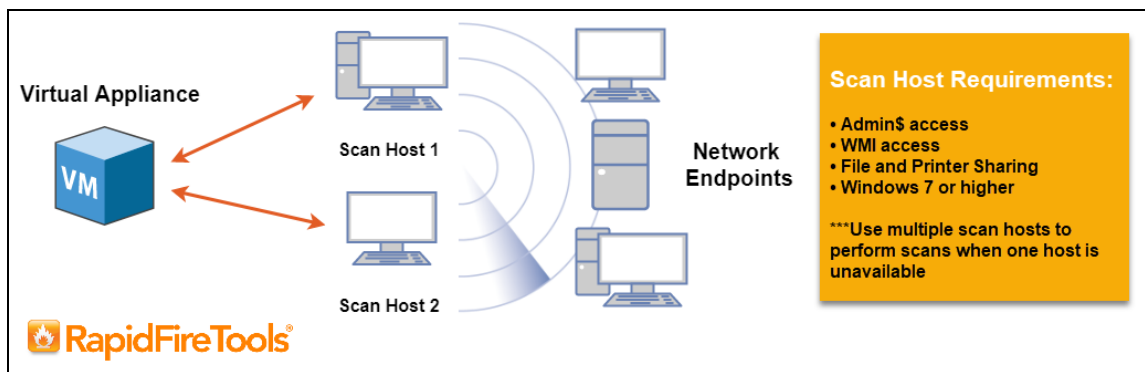 Virtual Appliance
VM
Scan Host 1
Scan Host 2
Network
Endpoints
Scan Host Requirements:
• Admin$ access
• WMI access
• File and Printer Sharing
• Windows 7 or higher
***Use multiple scan hosts to
perform scans when one host is
unavailable
RapidFireTools®